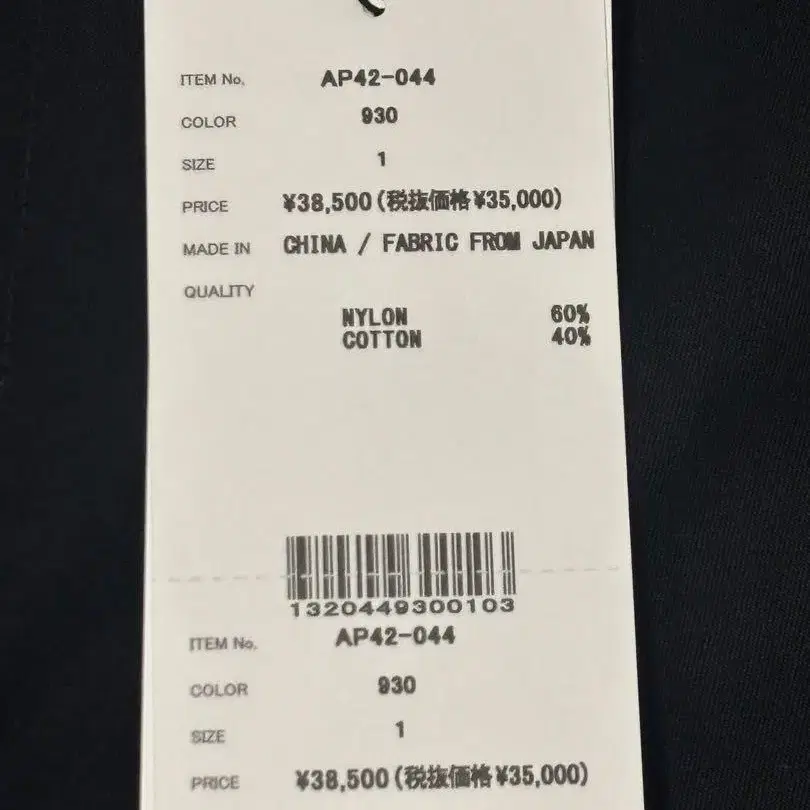 ITEM No. AP42-044
COLOR 930
SIZE 1
PRICE ¥38,500(税抜価格¥35,000)
MADE IN CHINA / FABRIC FROM JAPAN
QUALITY
NYLON 60%
COTTON 40%
1320449300103
ITEM No. AP42-044
COLOR 930
SIZE 1
PRICE ¥38,500(税抜価格¥35,000)